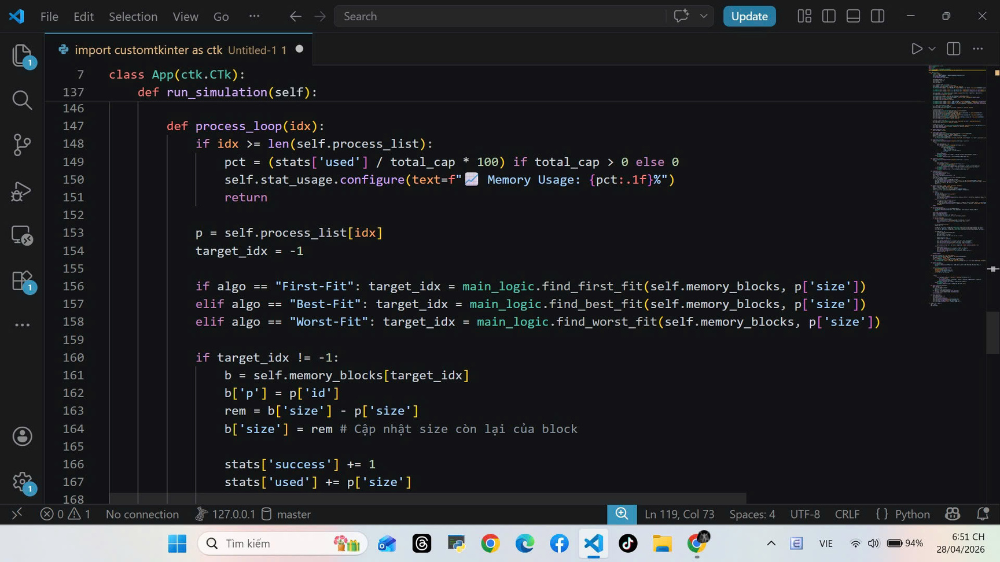 File Edit Selection View Go ··· Search Update
import customtkinter as ctk Untitled-1 1
7 class App(ctk.CTk):
137 def run_simulation(self):
146
147 def process_loop(idx):
148 if idx >= len(self.process_list):
149 pct = (stats['used'] / total_cap * 100) if total_cap > 0 else 0
150 self.stat_usage.configure(text=f"📈 Memory Usage: {pct:.1f}%")
151 return
152
153 p = self.process_list[idx]
154 target_idx = -1
155
156 if algo == "First-Fit": target_idx = main_logic.find_first_fit(self.memory_blocks, p['size'])
157 elif algo == "Best-Fit": target_idx = main_logic.find_best_fit(self.memory_blocks, p['size'])
158 elif algo == "Worst-Fit": target_idx = main_logic.find_worst_fit(self.memory_blocks, p['size'])
159
160 if target_idx != -1:
161 b = self.memory_blocks[target_idx]
162 b['p'] = p['id']
163 rem = b['size'] - p['size']
164 b['size'] = rem # Cập nhật size còn lại của block
165
166 stats['success'] += 1
167 stats['used'] += p['size']
168
1
1
1
0 1 No connection 127.0.0.1 master Ln 119, Col 73 Spaces: 4 UTF-8 CRLF {} Python
Tìm kiếm VIE 94% 6:51 CH
28/04/2026